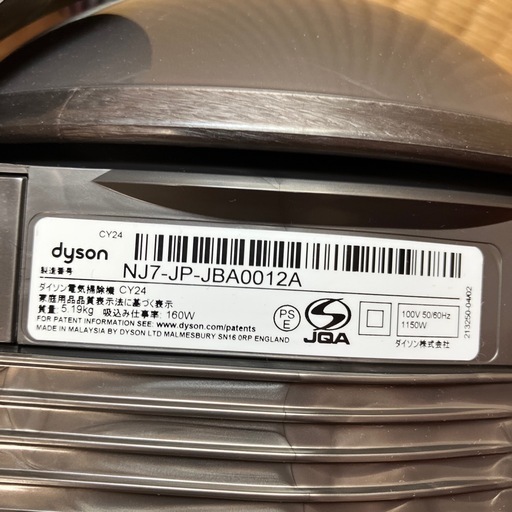 CY24
dyson
製造番号 NJ7-JP-JBA0012A
ダイソン電気掃除機 CY24
家庭用品品質表示法に基づく表示
質量: 5.19kg 吸込み仕事率: 160W
FOR PATENT INFORMATION SEE: www.dyson.com/patents
MADE IN MALAYSIA BY DYSON LTD MALMESBURY SN16 0RP ENGLAND
PS
E
S
JQA
100V 50/60Hz
1150W
ダイソン株式会社
213250-04/02